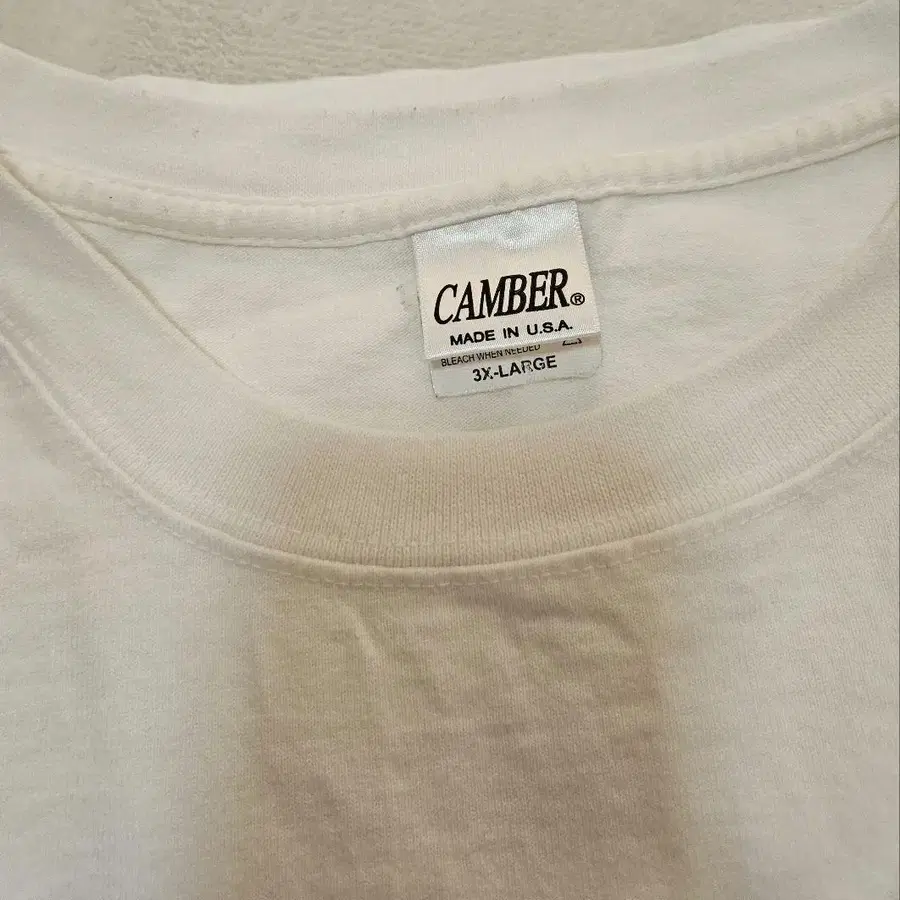 CAMBER®
MADE IN U.S.A.
BLEACH WHEN NEEDED
3X-LARGE